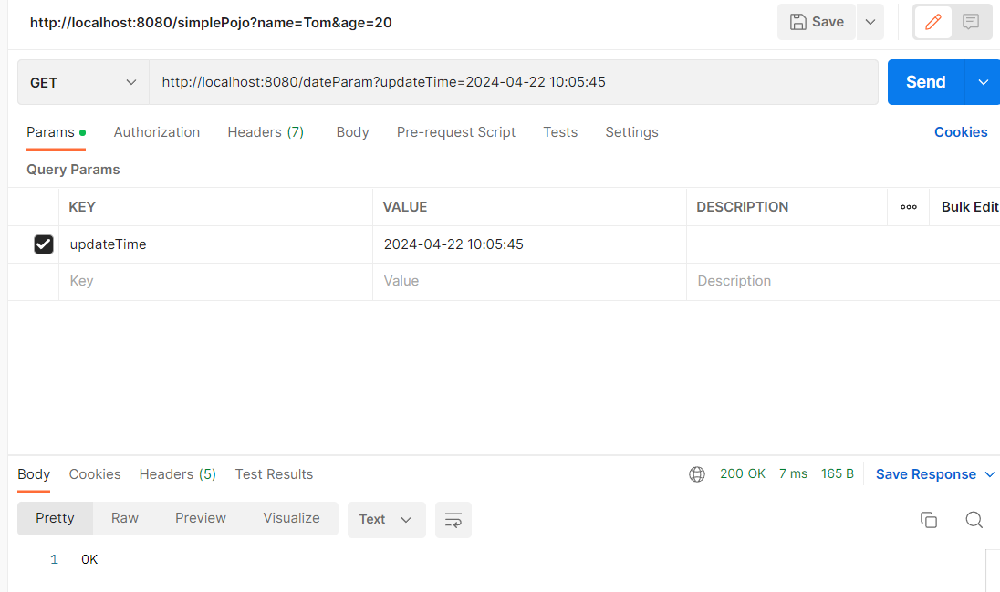 http://localhost:8080/simplePojo?name=Tom&age=20 Save
GET http://localhost:8080/dateParam?updateTime=2024-04-22 10:05:45 Send
Params Authorization Headers (7) Body Pre-request Script Tests Settings Cookies
Query Params
KEY VALUE DESCRIPTION ooo Bulk Edit
updateTime 2024-04-22 10:05:45
Key Value Description
Body Cookies Headers (5) Test Results 200 OK 7 ms 165 B Save Response
Pretty Raw Preview Visualize Text
1 OK